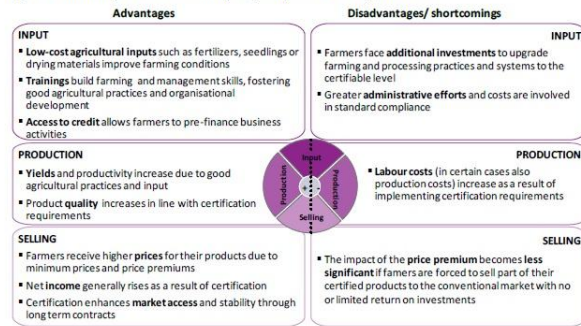 Advantages
Disadvantages/ shortcomings
INPUT
▪ Low-cost agricultural inputs such as fertilizers, seedlings or
drying materials improve farming conditions
▪ Trainings build farming and management skills, fostering
good agricultural practices and organisational
development
▪ Access to credit allows farmers to pre-finance business
activities
INPUT
▪ Farmers face additional investments to upgrade
farming and processing practices and systems to the
certifiable level
▪ Greater administrative efforts and costs are involved
in standard compliance
PRODUCTION
▪ Yields and productivity increase due to good
agricultural practices and input
▪ Product quality increases in line with certification
requirements
Input
Production
+
-
Production
Selling
PRODUCTION
▪ Labour costs (in certain cases also
production costs) increase as a result of
implementing certification requirements
SELLING
▪ Farmers receive higher prices for their products due to
minimum prices and price premiums
▪ Net income generally rises as a result of certification
▪ Certification enhances market access and stability through
long term contracts
SELLING
▪ The impact of the price premium becomes less
significant if famers are forced to sell part of their
certified products to the conventional market with no
or limited return on investments